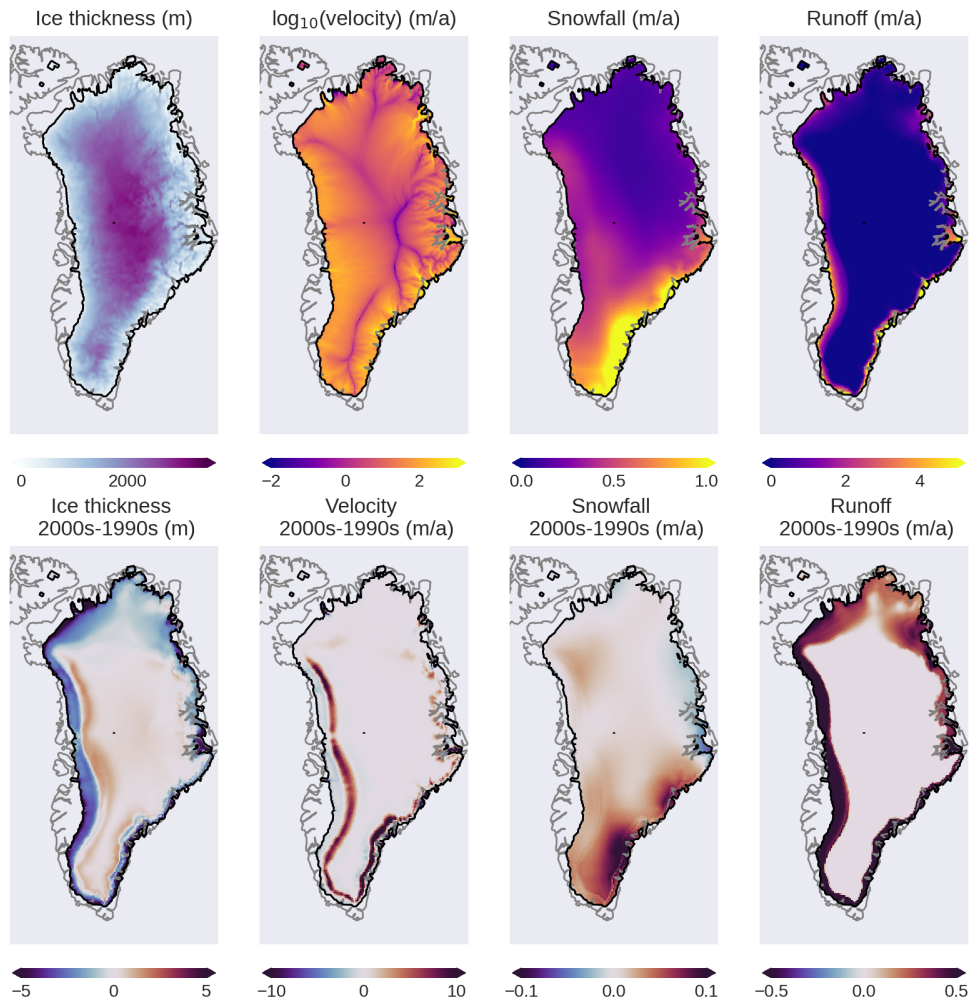 Ice thickness (m)
log₁₀(velocity) (m/a)
Snowfall (m/a)
Runoff (m/a)
0 2000
−2 0 2
0.0 0.5 1.0
0 2 4
Ice thickness
2000s-1990s (m)
Velocity
2000s-1990s (m/a)
Snowfall
2000s-1990s (m/a)
Runoff
2000s-1990s (m/a)
−5 0 5
−10 0 10
−0.1 0.0 0.1
−0.5 0.0 0.5